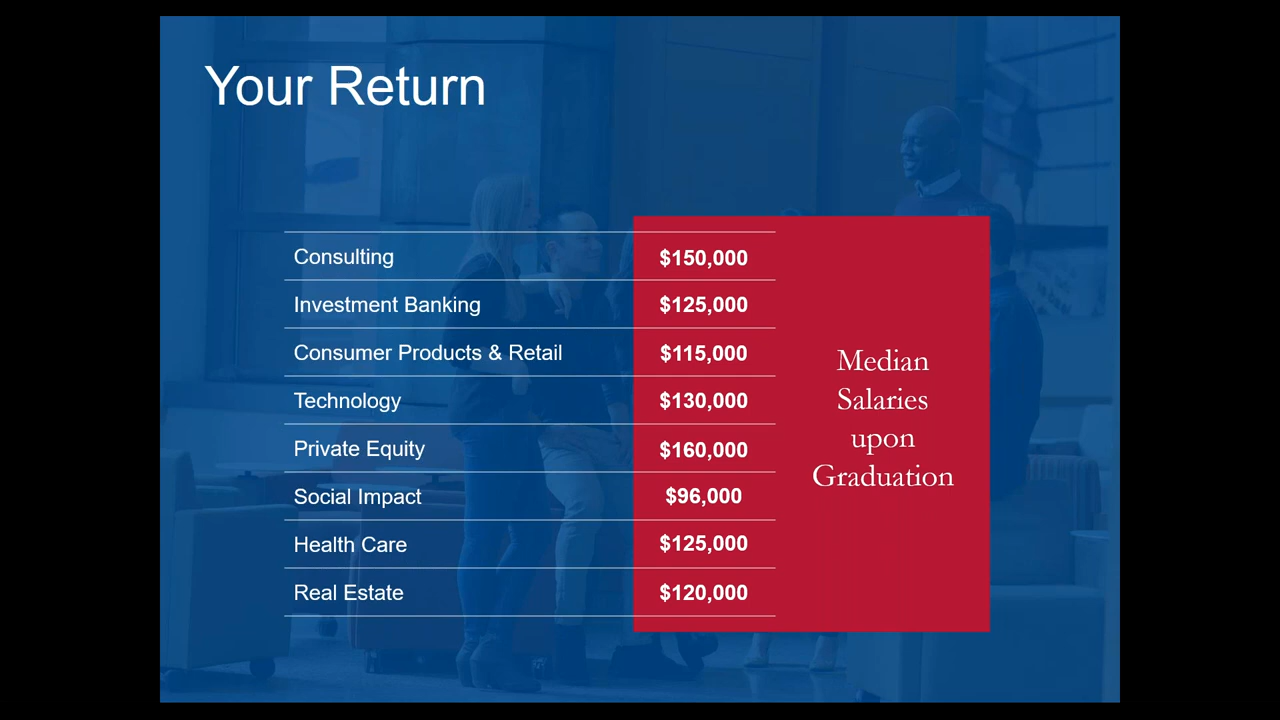 Your Return
Consulting $150,000
Investment Banking $125,000
Consumer Products & Retail $115,000
Technology $130,000
Private Equity $160,000
Social Impact $96,000
Health Care $125,000
Real Estate $120,000
Median
Salaries
upon
Graduation